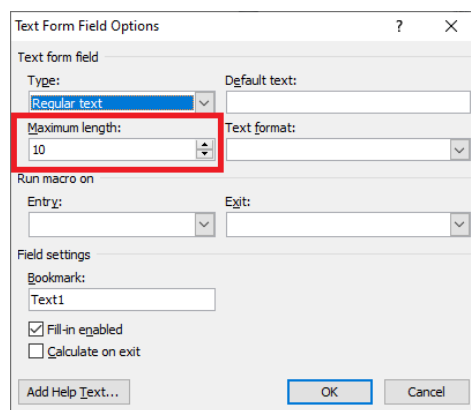 Text Form Field Options ?
Text form field
Type: Default text:
Regular text
Maximum length: Text format:
10
Run macro on
Entry: Exit:
Field settings
Bookmark:
Text1
Fill-in enabled
Calculate on exit
Add Help Text... OK Cancel